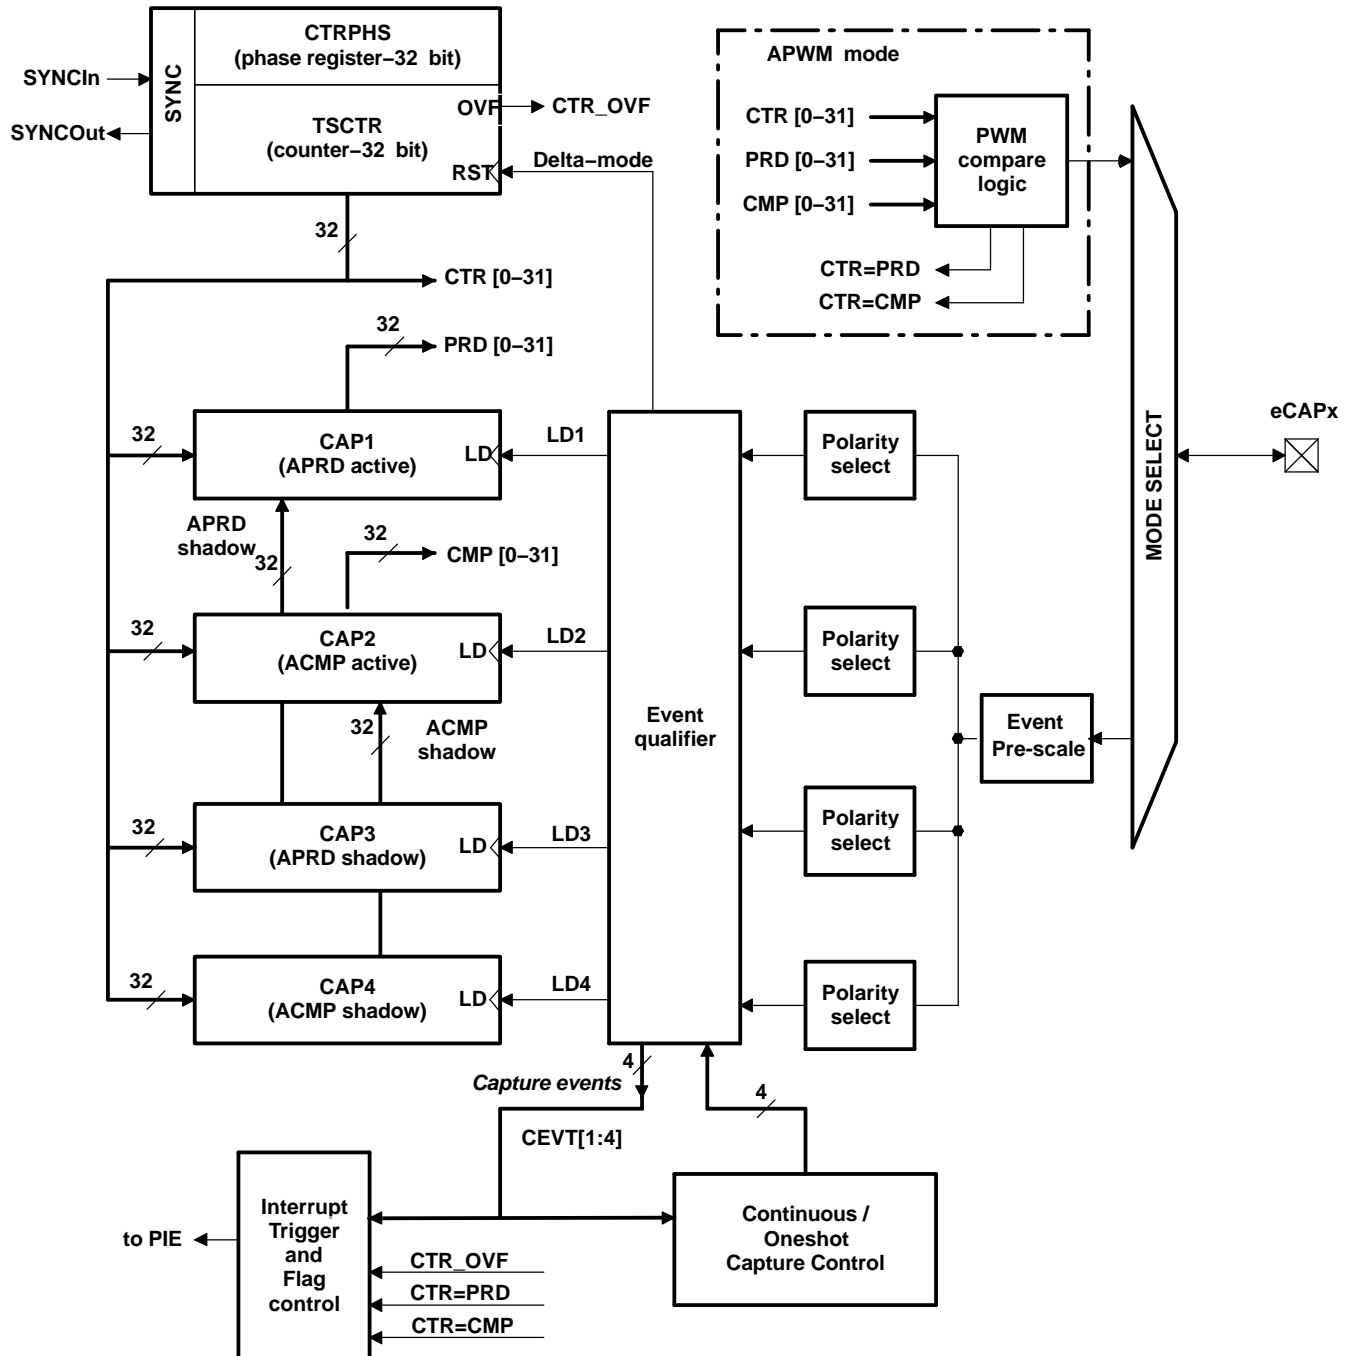 CTRPHS
(phase register−32 bit)
APWM mode
SYNCIn
SYNC
OVF
CTR_OVF
SYNCOut
TSCTR
(counter−32 bit)
RST
Delta−mode
CTR [0−31]
PRD [0−31]
CMP [0−31]
PWM
compare
logic
CTR=PRD
CTR=CMP
32
CTR [0−31]
32
PRD [0−31]
eCAPx
MODE SELECT
32
CAP1
(APRD active)
LD
LD1
Polarity
select
APRD
shadow
32
32
CMP [0−31]
32
CAP2
(ACMP active)
LD
LD2
Polarity
select
32
ACMP
shadow
Event
qualifier
Event
Pre-scale
32
CAP3
(APRD shadow)
LD
LD3
Polarity
select
32
CAP4
(ACMP shadow)
LD
LD4
Polarity
select
4
Capture events
4
CEVT[1:4]
to PIE
Interrupt
Trigger
and
Flag
control
Continuous /
Oneshot
Capture Control
CTR_OVF
CTR=PRD
CTR=CMP